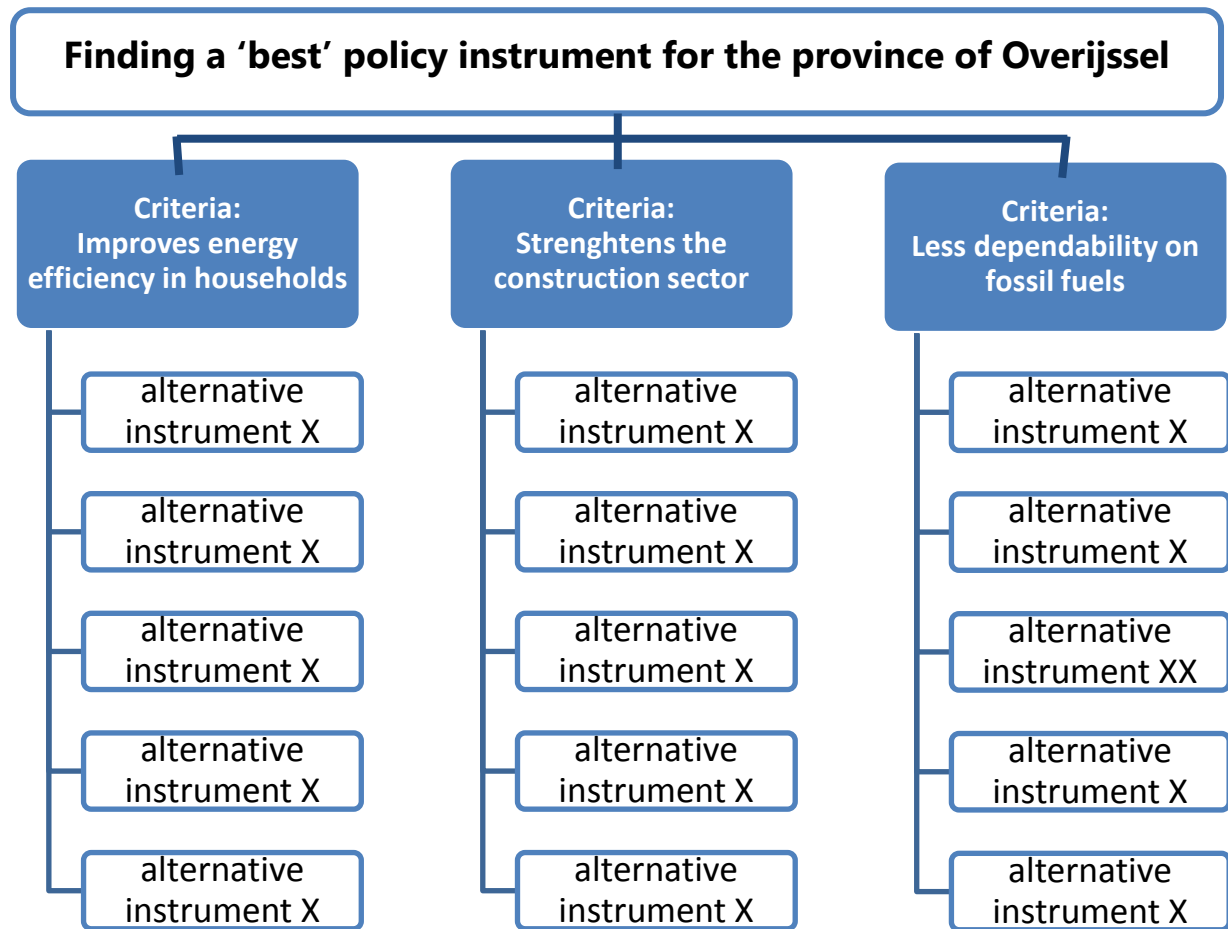 Finding a ‘best’ policy instrument for the province of Overijssel
Criteria:
Improves energy
efficiency in households
alternative
instrument X
alternative
instrument X
alternative
instrument X
alternative
instrument X
alternative
instrument X
Criteria:
Strenghtens the
construction sector
alternative
instrument X
alternative
instrument X
alternative
instrument X
alternative
instrument X
alternative
instrument X
Criteria:
Less dependability on
fossil fuels
alternative
instrument X
alternative
instrument X
alternative
instrument XX
alternative
instrument X
alternative
instrument X